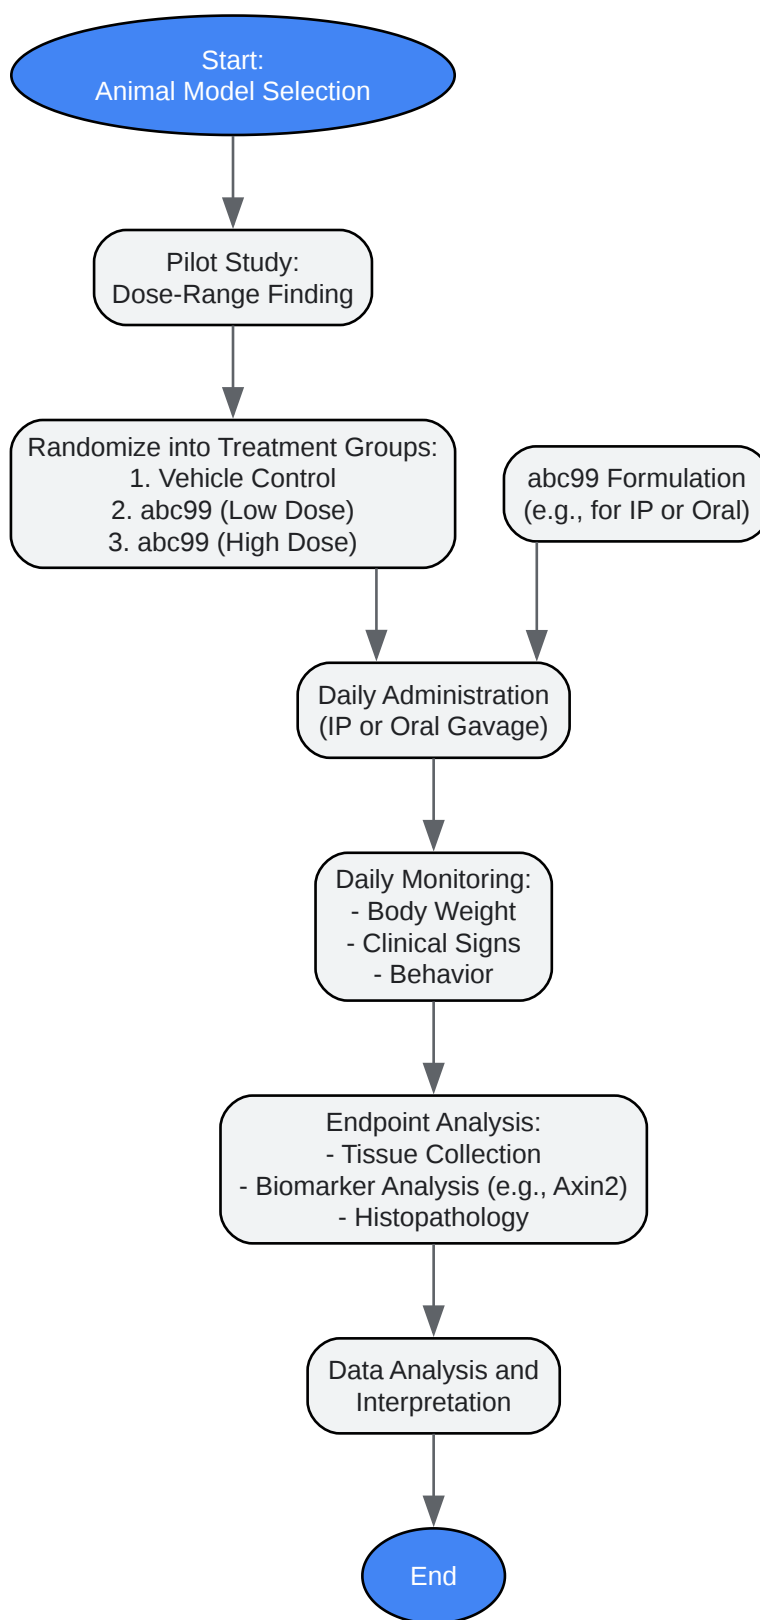 Start:
Animal Model Selection
Pilot Study:
Dose-Range Finding
Randomize into Treatment Groups:
1. Vehicle Control
2. abc99 (Low Dose)
3. abc99 (High Dose)
abc99 Formulation
(e.g., for IP or Oral)
Daily Administration
(IP or Oral Gavage)
Daily Monitoring:
- Body Weight
- Clinical Signs
- Behavior
Endpoint Analysis:
- Tissue Collection
- Biomarker Analysis (e.g., Axin2)
- Histopathology
Data Analysis and
Interpretation
End